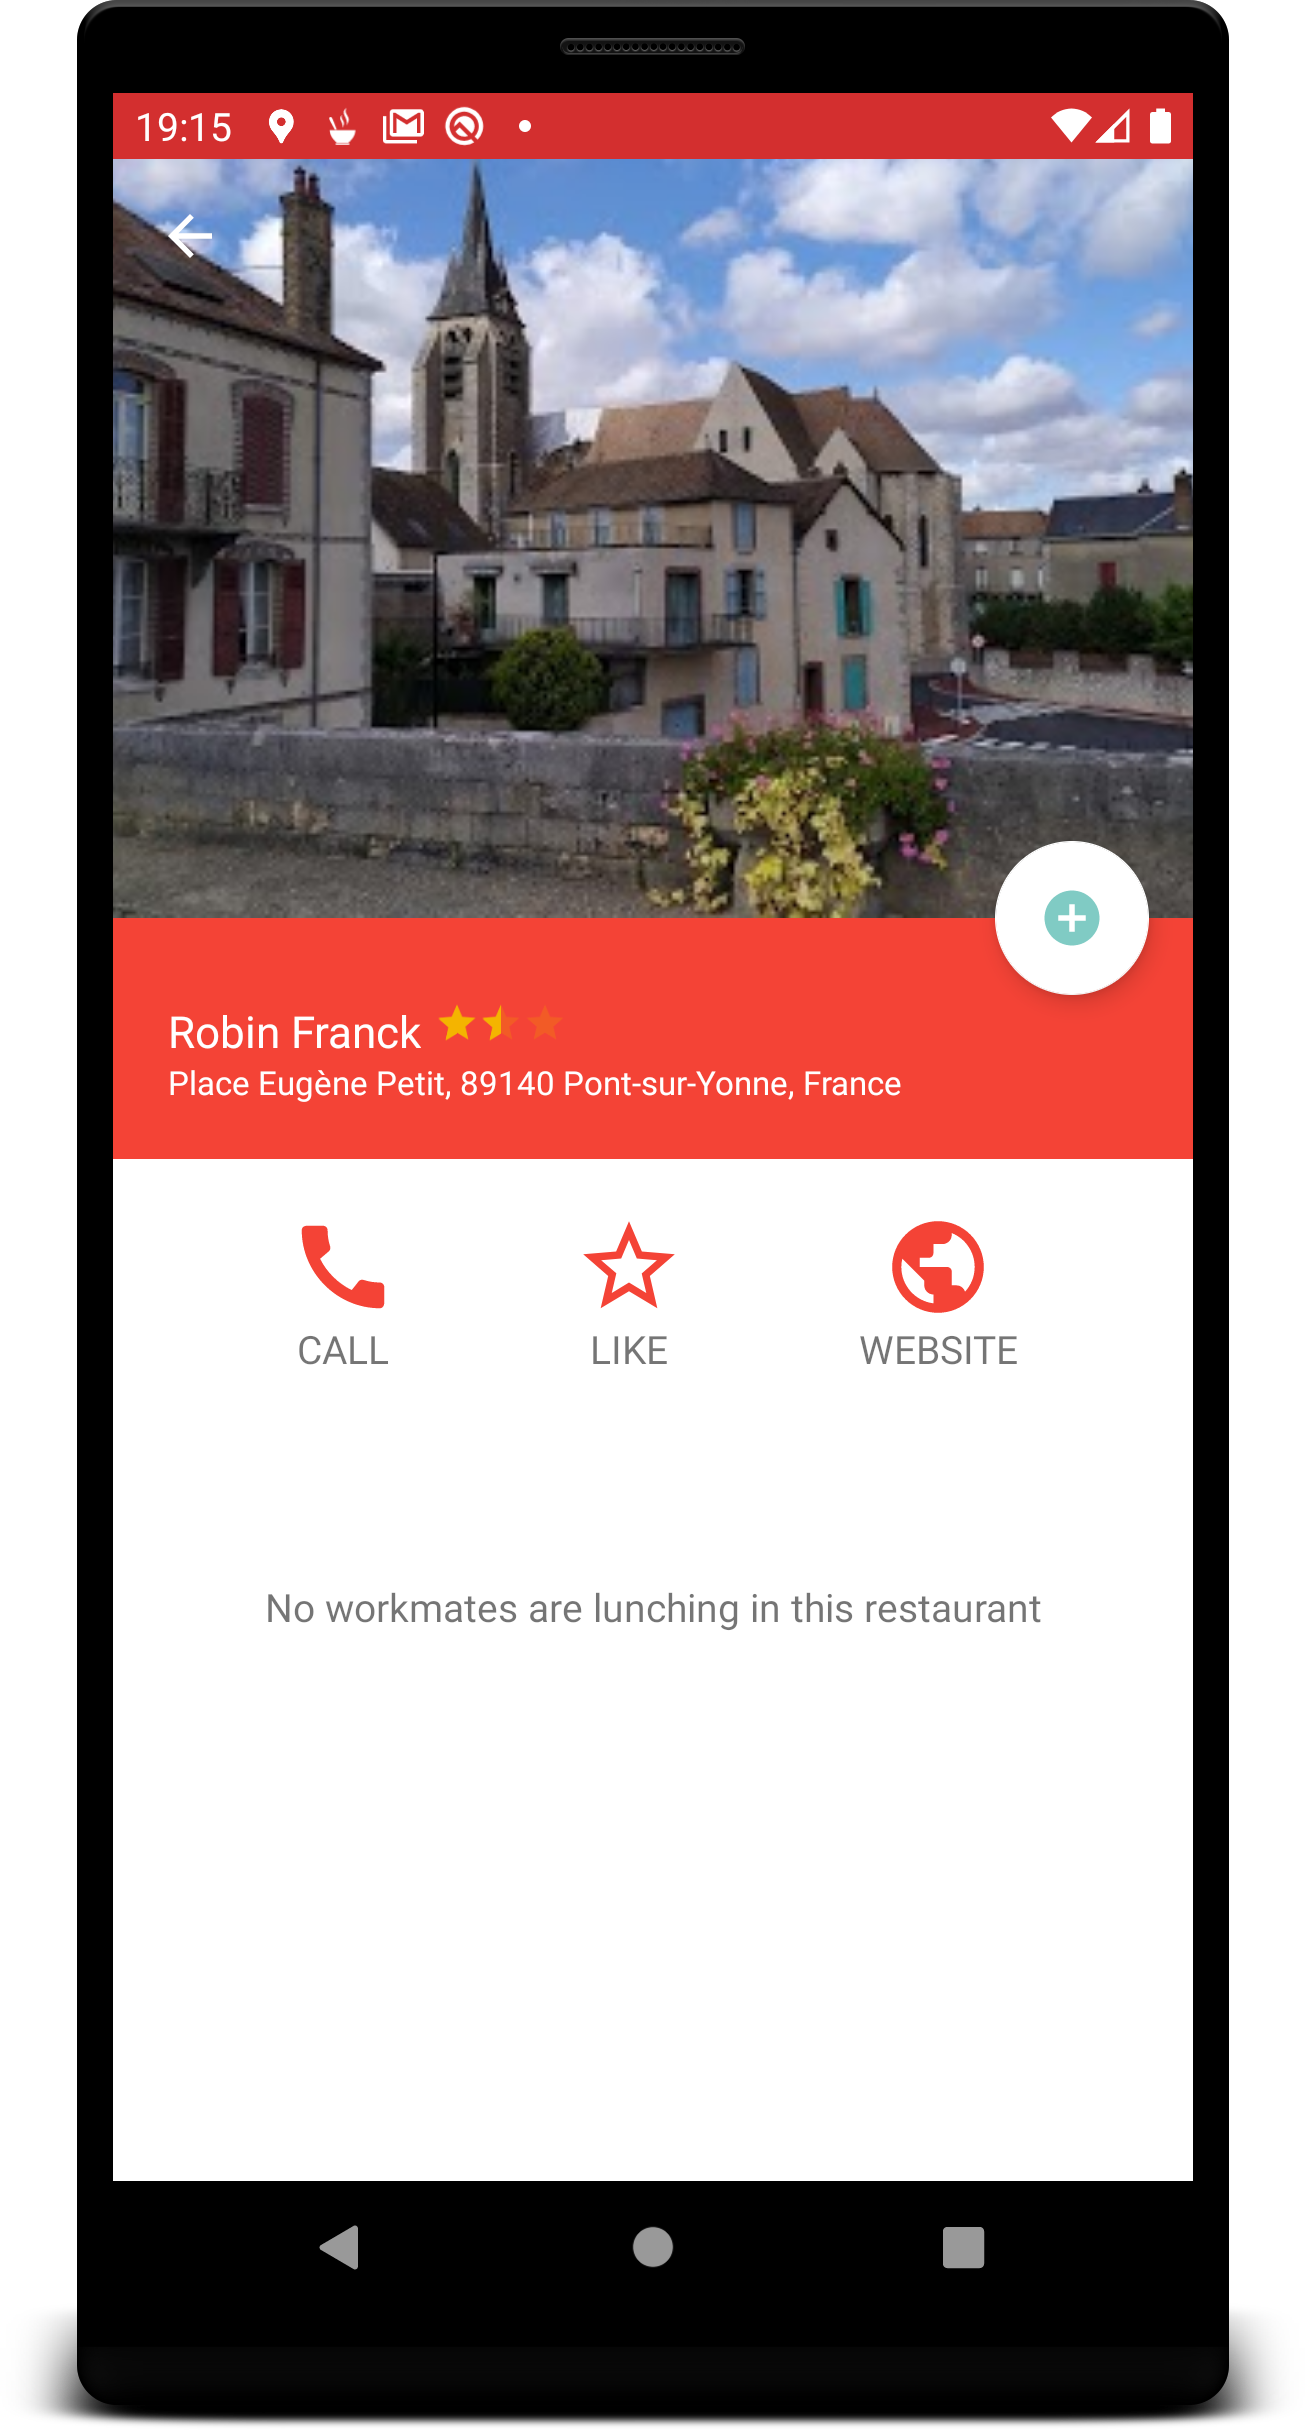 19:15
Robin Franck
Place Eugène Petit, 89140 Pont-sur-Yonne, France
CALL
LIKE
WEBSITE
No workmates are lunching in this restaurant